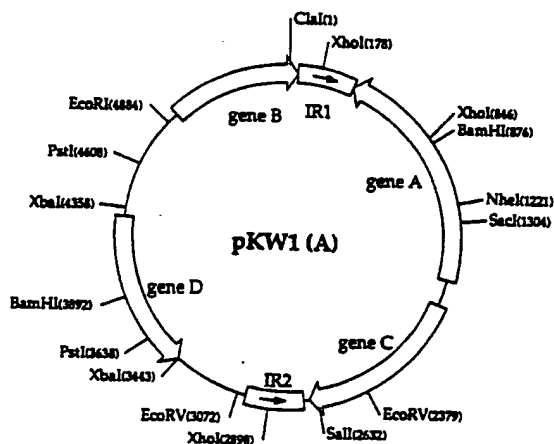 ClaI(1)
XhoI(178)
IR1
XhoI(846)
BamHI(876)
gene A
NheI(1221)
SacI(1304)
gene C
EcoRV(2379)
SalI(2632)
IR2
XhoI(2898)
EcoRV(3072)
XbaI(3443)
PstI(3638)
BamHI(3892)
gene D
XbaI(4358)
PstI(4608)
EcoRI(4884)
gene B
pKW1 (A)